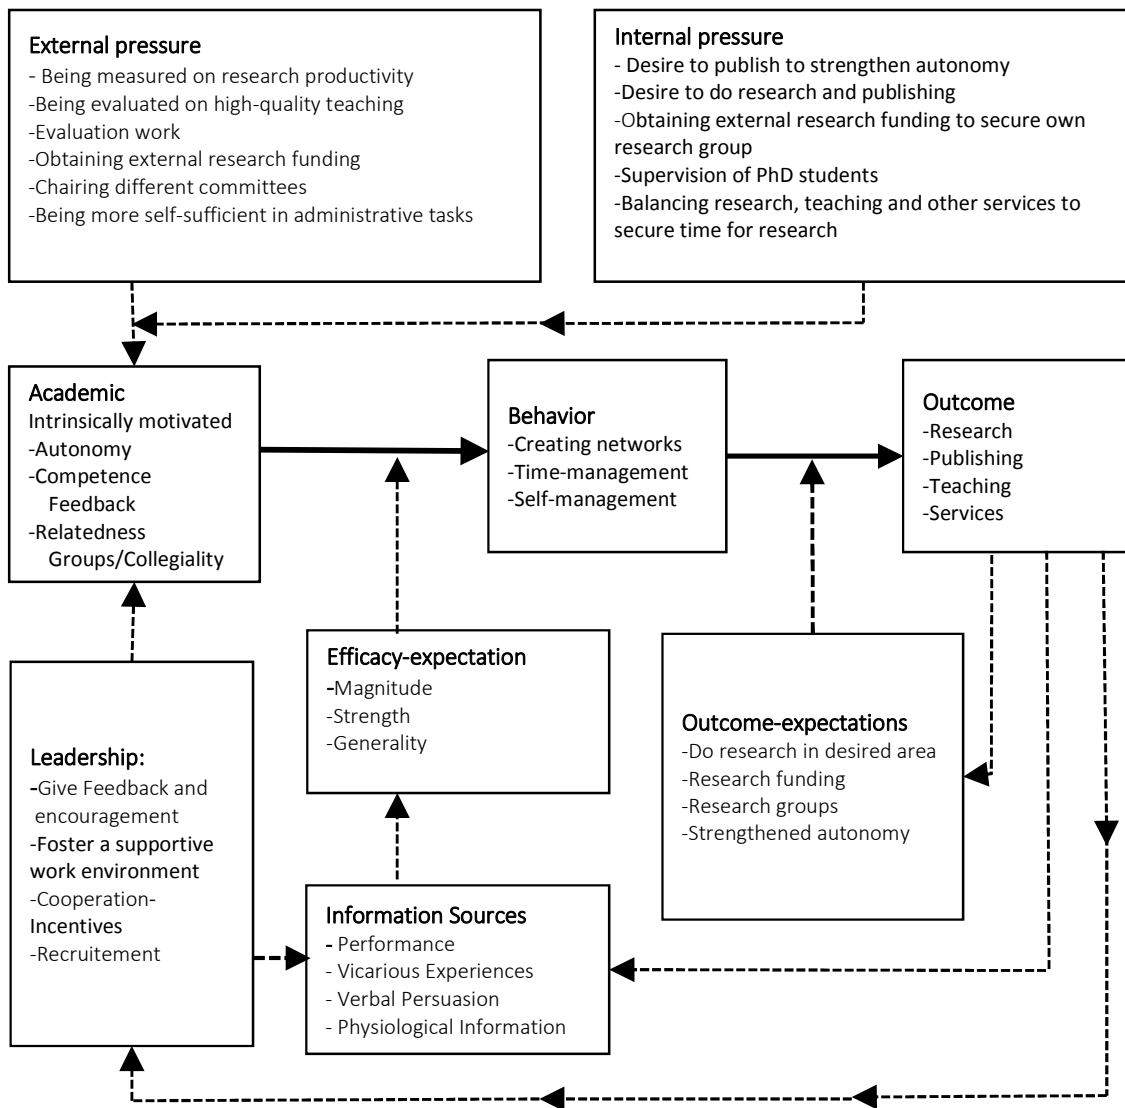 External pressure
- Being measured on research productivity
-Being evaluated on high-quality teaching
-Evaluation work
-Obtaining external research funding
-Chairing different committees
-Being more self-sufficient in administrative tasks
Internal pressure
- Desire to publish to strengthen autonomy
-Desire to do research and publishing
-Obtaining external research funding to secure own
research group
-Supervision of PhD students
-Balancing research, teaching and other services to
secure time for research
Academic
Intrinsically motivated
-Autonomy
-Competence
Feedback
-Relatedness
Groups/Collegiality
Behavior
-Creating networks
-Time-management
-Self-management
Outcome
-Research
-Publishing
-Teaching
-Services
Leadership:
-Give Feedback and
encouragement
-Foster a supportive
work environment
-Cooperation-
Incentives
-Recruitement
Efficacy-expectation
-Magnitude
-Strength
-Generality
Outcome-expectations
-Do research in desired area
-Research funding
-Research groups
-Strengthened autonomy
Information Sources
- Performance
- Vicarious Experiences
- Verbal Persuasion
- Physiological Information